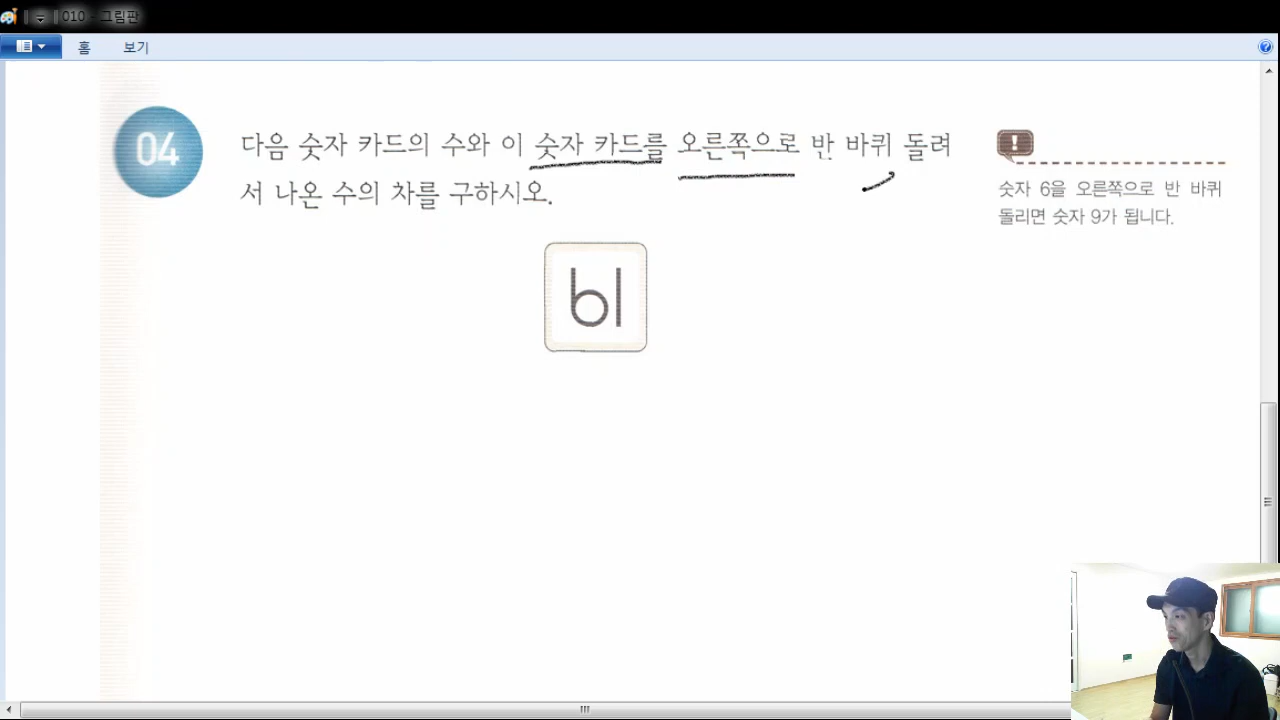 010 - 그림판
홈 보기
04
다음 숫자 카드의 수와 이 숫자 카드를 오른쪽으로 반 바퀴 돌려
서 나온 수의 차를 구하시오.
숫자 6을 오른쪽으로 반 바퀴
돌리면 숫자 9가 됩니다.
61